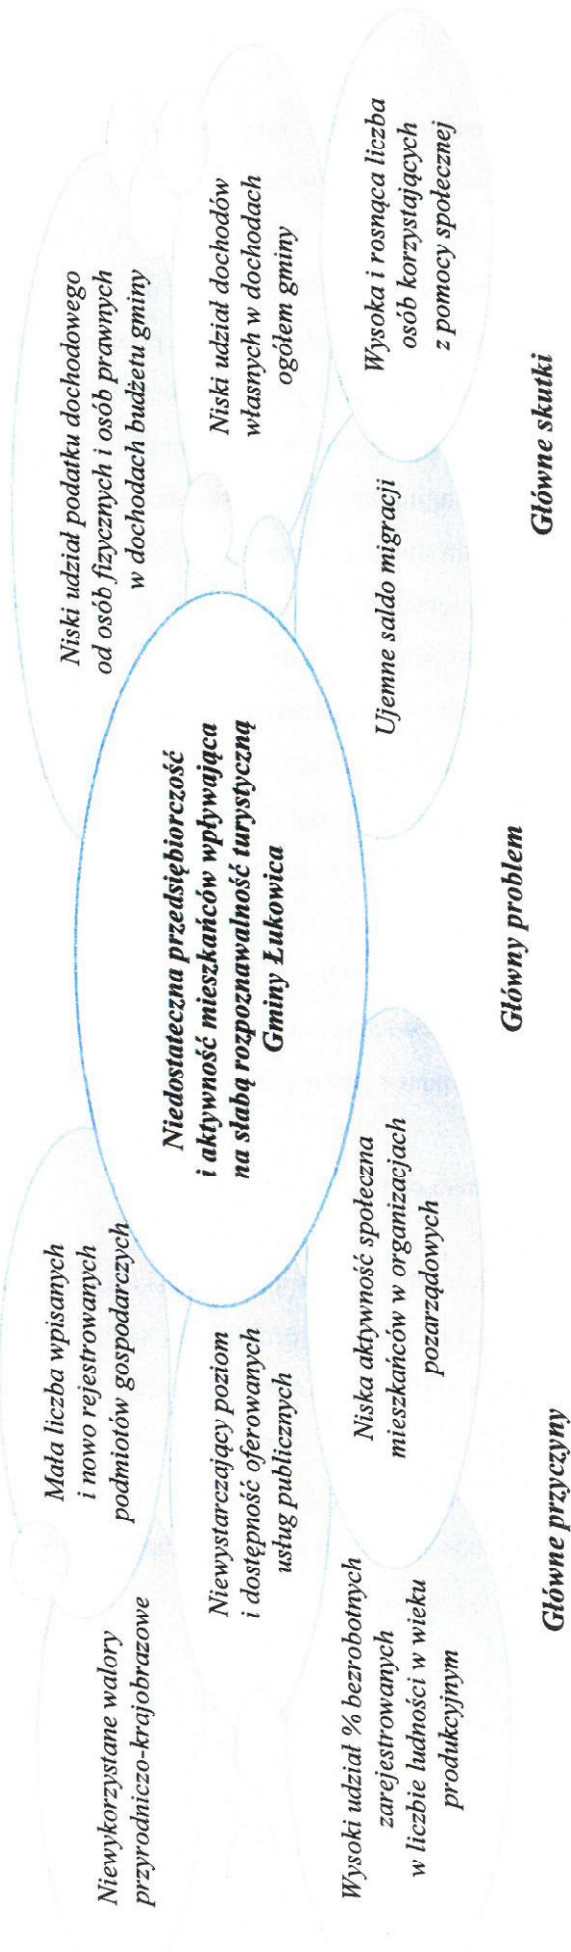 Niewykorzystane walory
przyrodniczo-krajobrazowe
Mała liczba wpisanych
i nowo rejestrowanych
podmiotów gospodarczych
Niewystarczający poziom
i dostępność oferowanych
usług publicznych
Wysoki udział % bezrobotnych
zarejestrowanych
w liczbie ludności w wieku
produkcyjnym
Niska aktywność społeczna
mieszkańców w organizacjach
pozarządowych
Główne przyczyny
Niedostateczna przedsiębiorczość
i aktywność mieszkańców wpływająca
na słabą rozpoznawalność turystyczną
Gminy Łukowica
Główny problem
Niski udział podatku dochodowego
od osób fizycznych i osób prawnych
w dochodach budżetu gminy
Niski udział dochodów
własnych w dochodach
ogółem gminy
Ujemne saldo migracji
Wysoka i rosnąca liczba
osób korzystających
z pomocy społecznej
Główne skutki